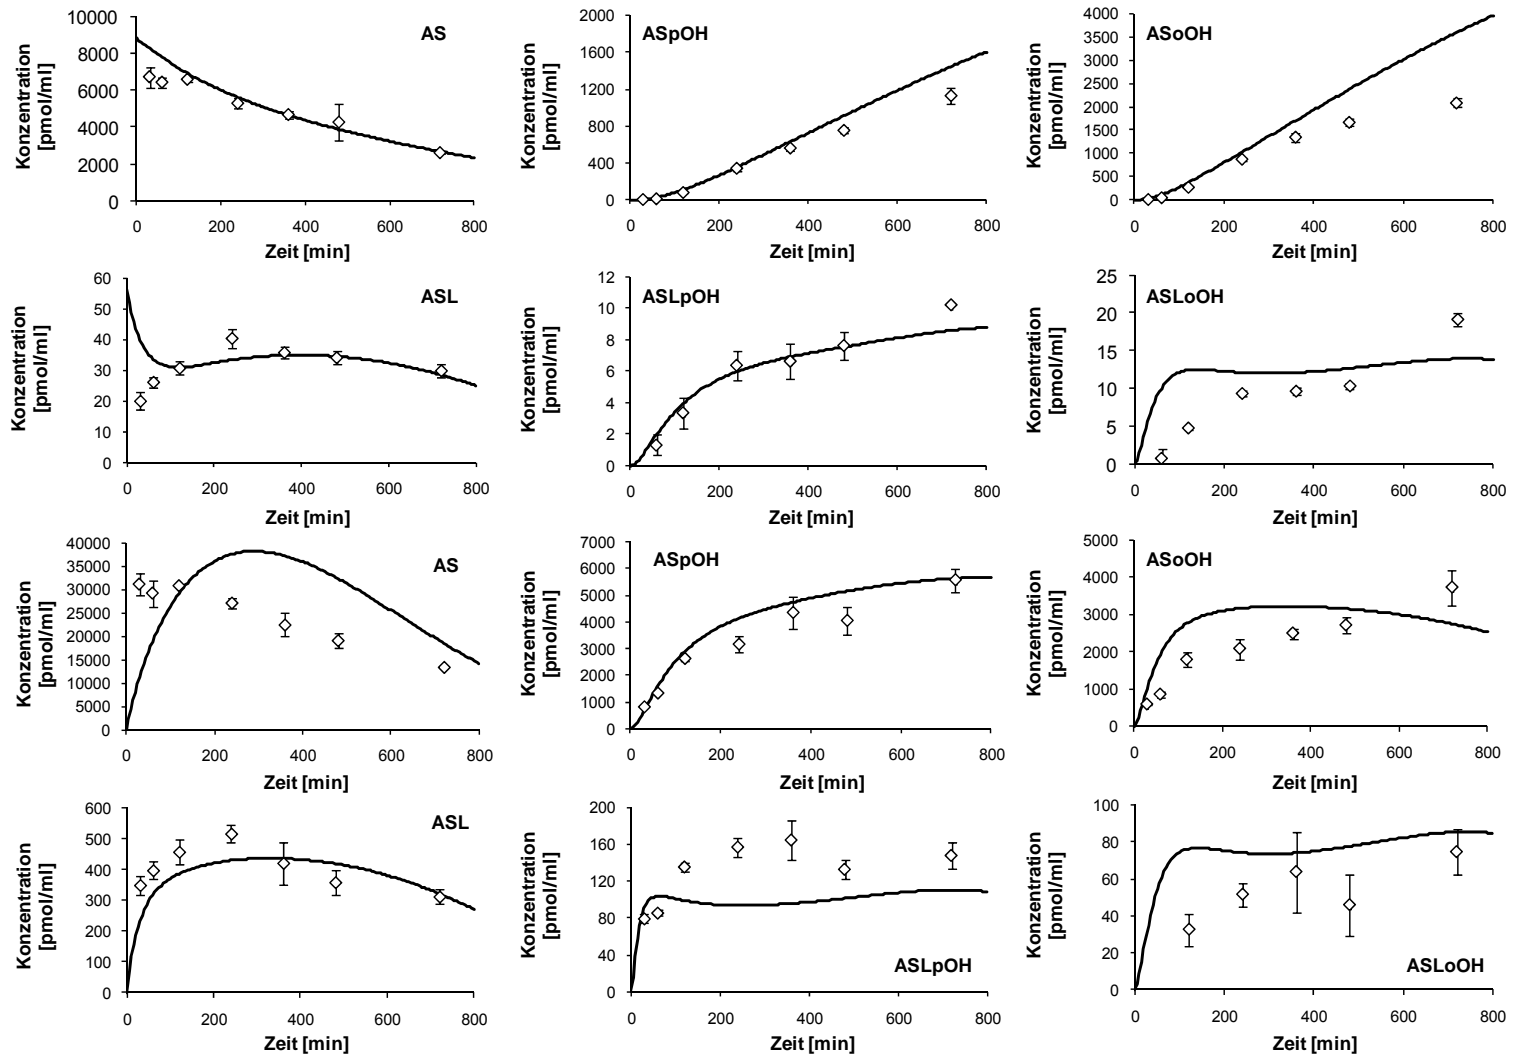 AS
Konzentration
[pmol/ml]
10000
8000
6000
4000
2000
0
0 200 400 600 800
Zeit [min]
ASpOH
Konzentration
[pmol/ml]
2000
1600
1200
800
400
0
0 200 400 600 800
Zeit [min]
ASoOH
Konzentration
[pmol/ml]
4000
3500
3000
2500
2000
1500
1000
500
0
0 200 400 600 800
Zeit [min]
ASL
Konzentration
[pmol/ml]
60
50
40
30
20
10
0
0 200 400 600 800
Zeit [min]
ASLpOH
Konzentration
[pmol/ml]
12
10
8
6
4
2
0
0 200 400 600 800
Zeit [min]
ASLoOH
Konzentration
[pmol/ml]
25
20
15
10
5
0
0 200 400 600 800
Zeit [min]
AS
Konzentration
[pmol/ml]
40000
35000
30000
25000
20000
15000
10000
5000
0
0 200 400 600 800
Zeit [min]
ASpOH
Konzentration
[pmol/ml]
7000
6000
5000
4000
3000
2000
1000
0
0 200 400 600 800
Zeit [min]
ASoOH
Konzentration
[pmol/ml]
5000
4000
3000
2000
1000
0
0 200 400 600 800
Zeit [min]
ASL
Konzentration
[pmol/ml]
600
500
400
300
200
100
0
0 200 400 600 800
Zeit [min]
ASLpOH
Konzentration
[pmol/ml]
200
160
120
80
40
0
0 200 400 600 800
Zeit [min]
ASLoOH
Konzentration
[pmol/ml]
100
80
60
40
20
0
0 200 400 600 800
Zeit [min]